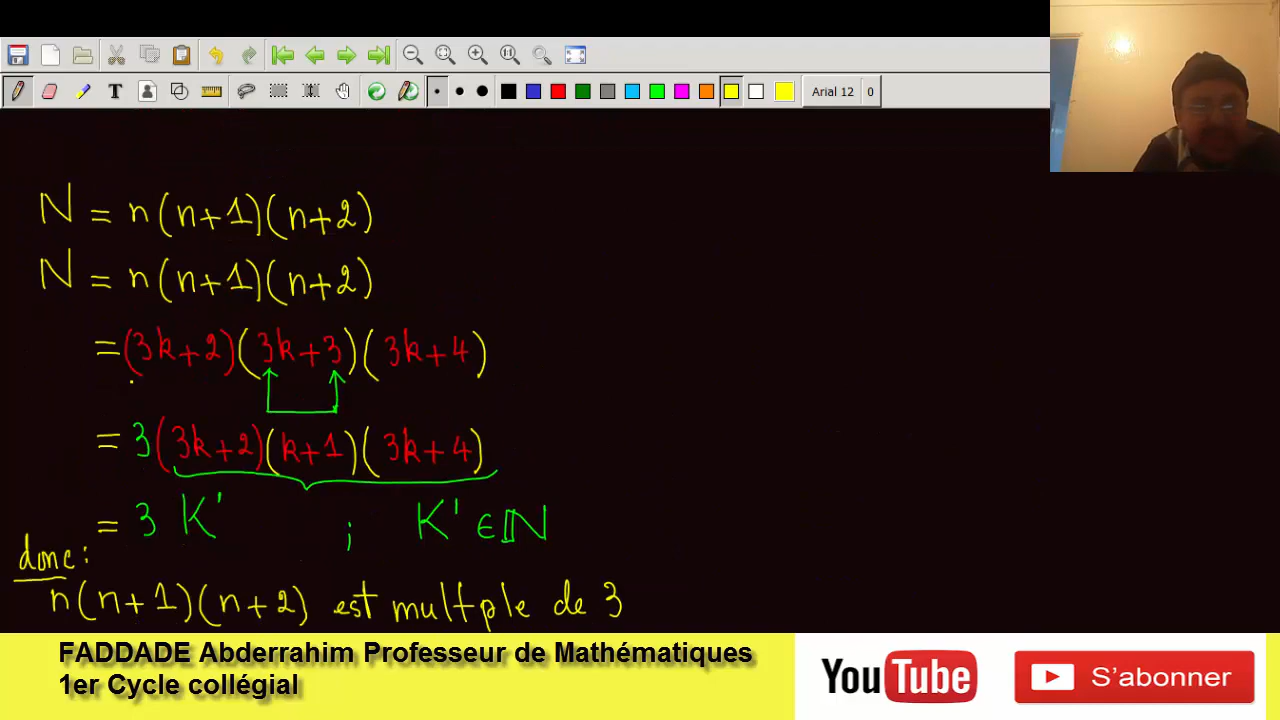 Arial 12 0
N = n(n+1)(n+2)
N = n(n+1)(n+2)
= (3k+2)(3k+3)(3k+4)
= 3(3k+2)(k+1)(3k+4)
= 3 K' ; K' ∈ ℕ
donc:
n(n+1)(n+2) est multple de 3
FADDADE Abderrahim Professeur de Mathématiques
1er Cycle collégial
YouTube
S'abonner